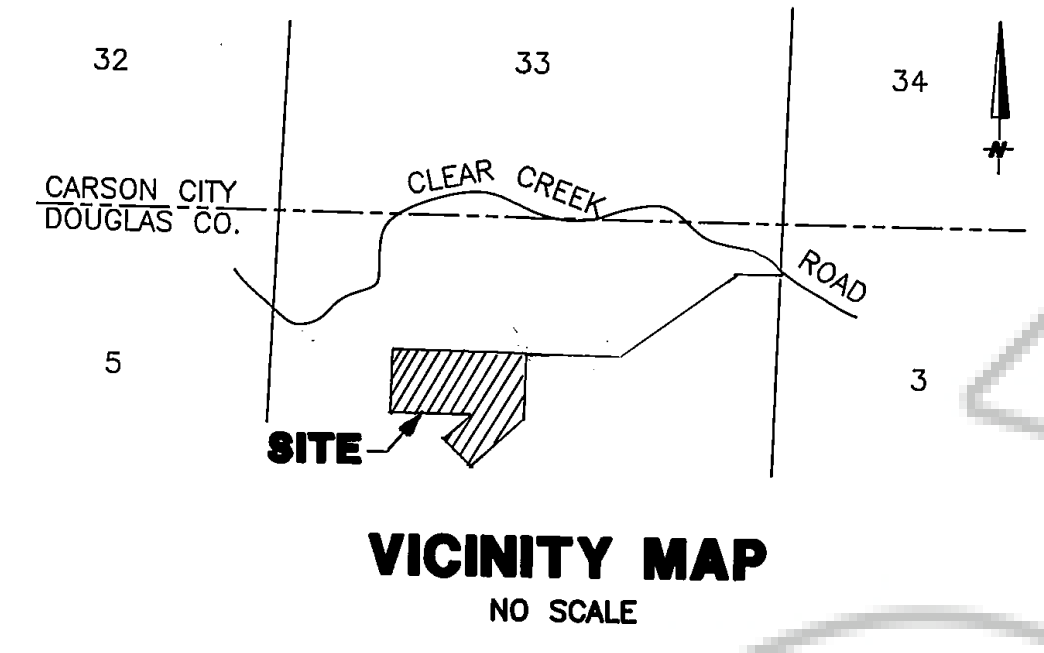 32
33
34
N
CARSON CITY
DOUGLAS CO.
CLEAR CREEK
ROAD
5
3
SITE
VICINITY MAP
NO SCALE